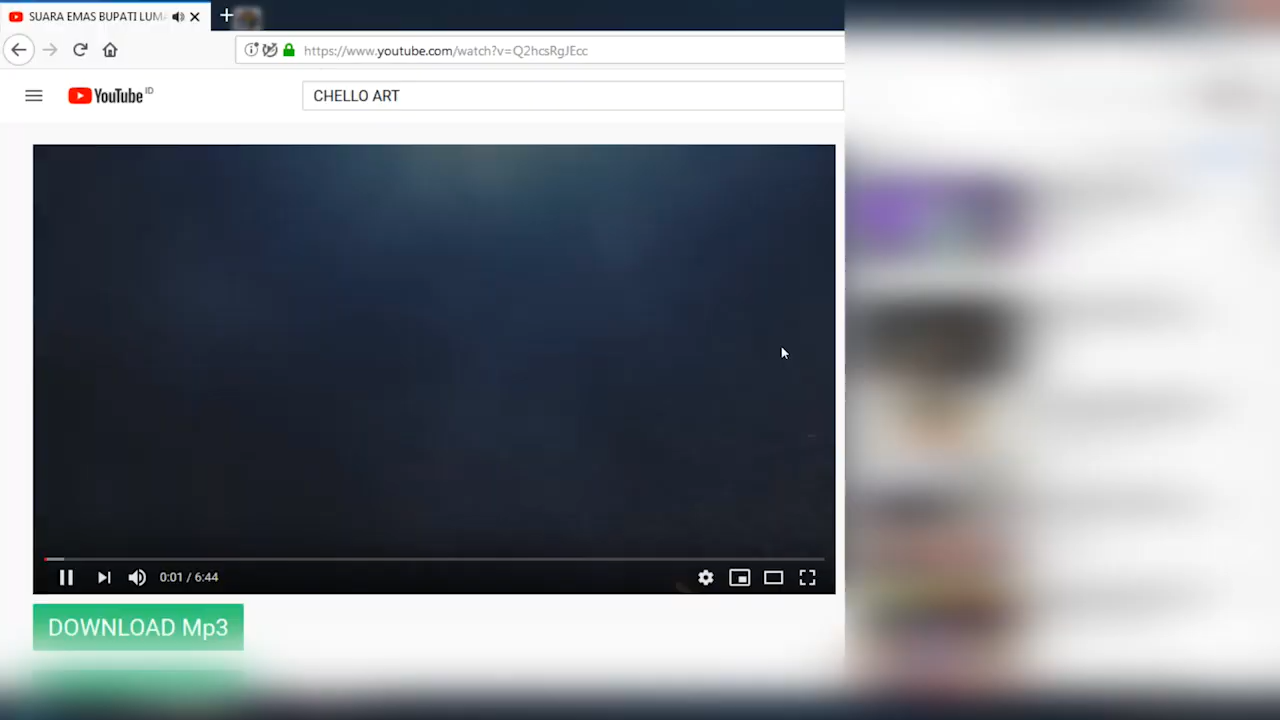 SUARA EMAS BUPATI LUMA
https://www.youtube.com/watch?v=Q2hcsRgJEcc
YouTube ID
CHELLO ART
0:01 / 6:44
DOWNLOAD Mp3